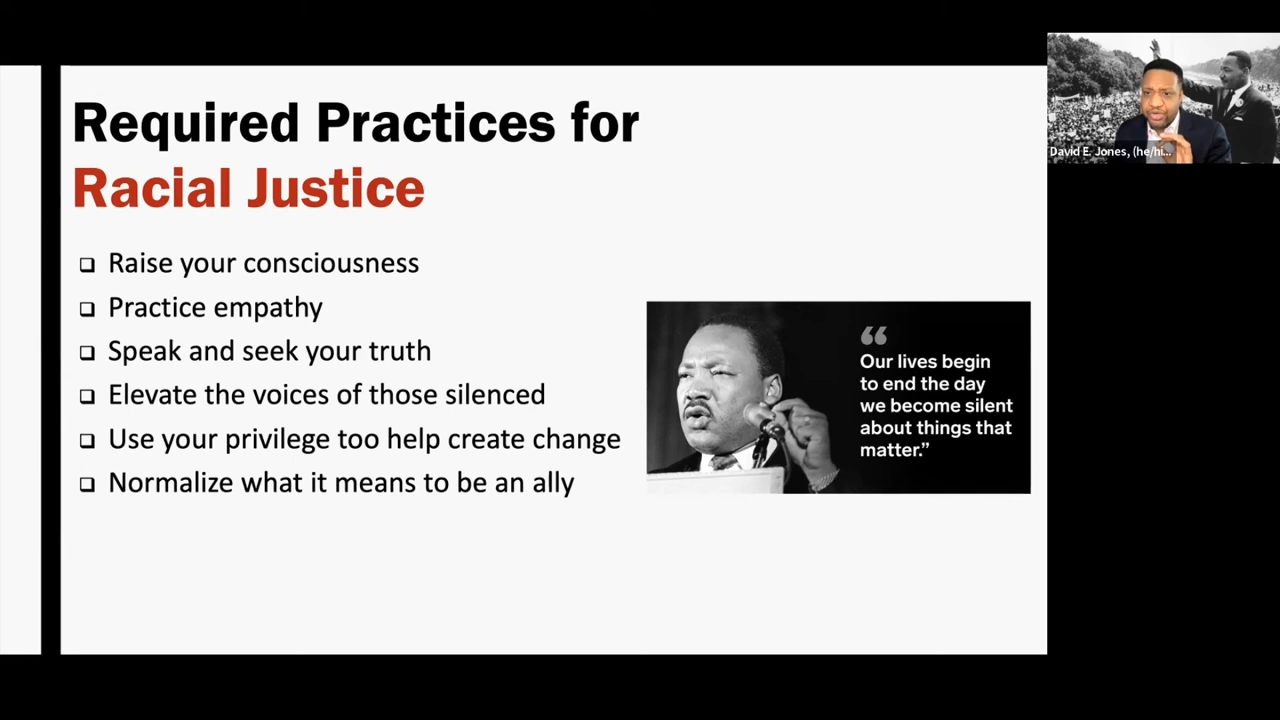 Required Practices for
Racial Justice
❑ Raise your consciousness
❑ Practice empathy
❑ Speak and seek your truth
❑ Elevate the voices of those silenced
❑ Use your privilege too help create change
❑ Normalize what it means to be an ally
“
Our lives begin
to end the day
we become silent
about things that
matter.”
David E. Jones, (he/hi...